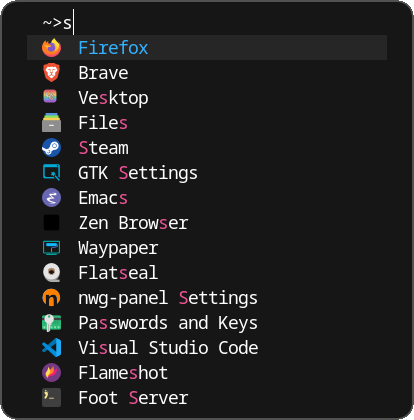 ~>s
Firefox
Brave
Vesktop
Files
Steam
GTK Settings
Emacs
Zen Browser
Waypaper
Flatseal
nwg-panel Settings
Passwords and Keys
Visual Studio Code
Flameshot
Foot Server